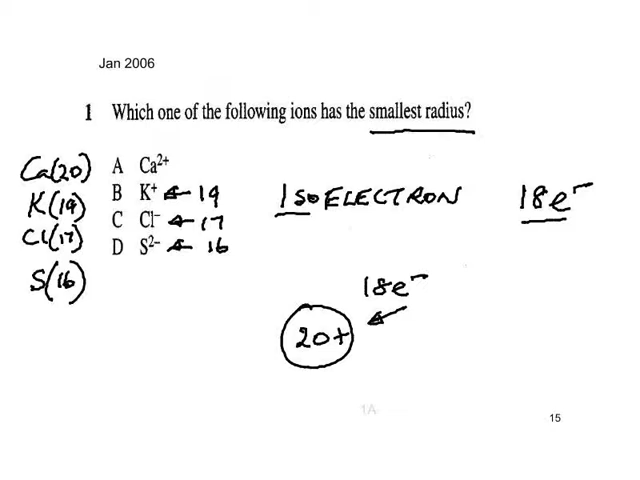 Jan 2006
1 Which one of the following ions has the smallest radius?
Ca(20) A Ca²⁺
K(19) B K⁺ ← 19
Cl(17) C Cl⁻ ← 17
S(16) D S²⁻ ← 16
ISOELECTRON 18e⁻
18e⁻
20+
1A
15